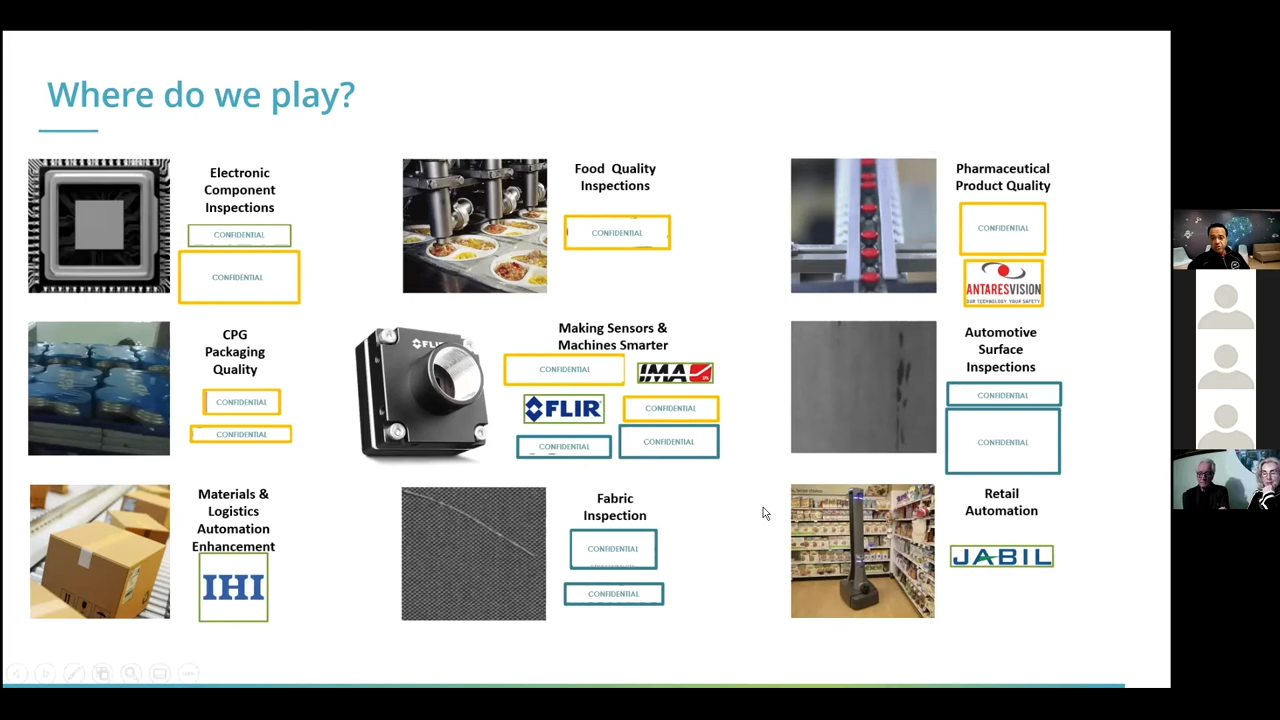 Where do we play?
Electronic
Component
Inspections
CONFIDENTIAL
CONFIDENTIAL
Food Quality
Inspections
CONFIDENTIAL
Pharmaceutical
Product Quality
CONFIDENTIAL
ANTARESVISION
OUR TECHNOLOGY, YOUR SAFETY
CPG
Packaging
Quality
CONFIDENTIAL
CONFIDENTIAL
FLIR
Making Sensors &
Machines Smarter
CONFIDENTIAL
IMA
FLIR
CONFIDENTIAL
CONFIDENTIAL
CONFIDENTIAL
Automotive
Surface
Inspections
CONFIDENTIAL
CONFIDENTIAL
Materials &
Logistics
Automation
Enhancement
IHI
Fabric
Inspection
CONFIDENTIAL
CONFIDENTIAL
Retail
Automation
JABIL